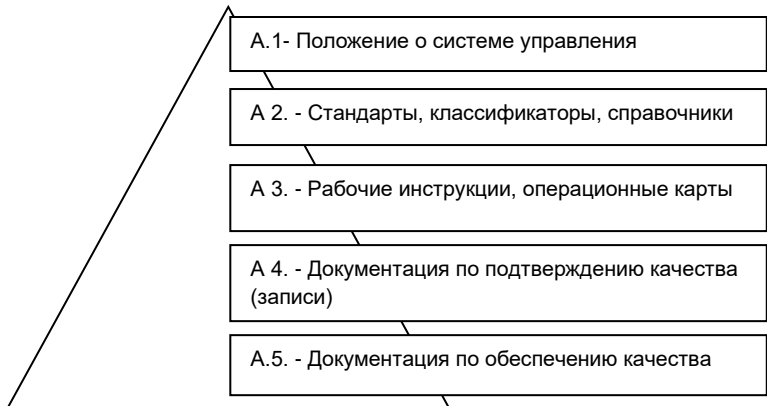 А.1- Положение о системе управления
А 2. - Стандарты, классификаторы, справочники
А 3. - Рабочие инструкции, операционные карты
А 4. - Документация по подтверждению качества
(записи)
А.5. - Документация по обеспечению качества